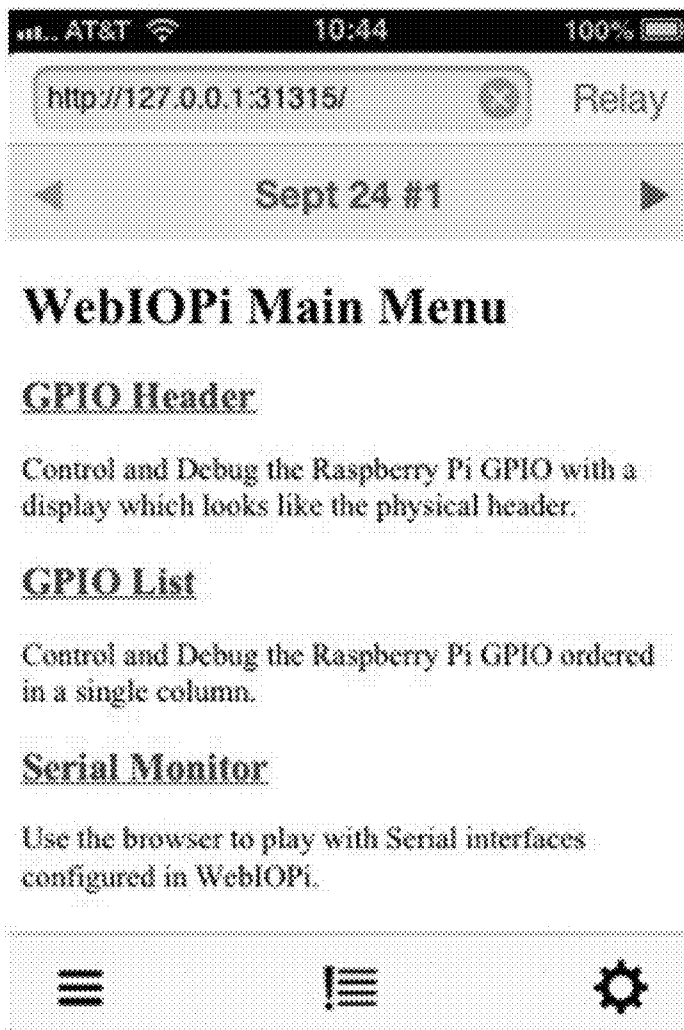 AT&T 10:44 100%
http://127.0.0.1:31315/ Relay
Sept 24 #1
WebIOPi Main Menu
GPIO Header
Control and Debug the Raspberry Pi GPIO with a
display which looks like the physical header.
GPIO List
Control and Debug the Raspberry Pi GPIO ordered
in a single column.
Serial Monitor
Use the browser to play with Serial interfaces
configured in WebIOPi.